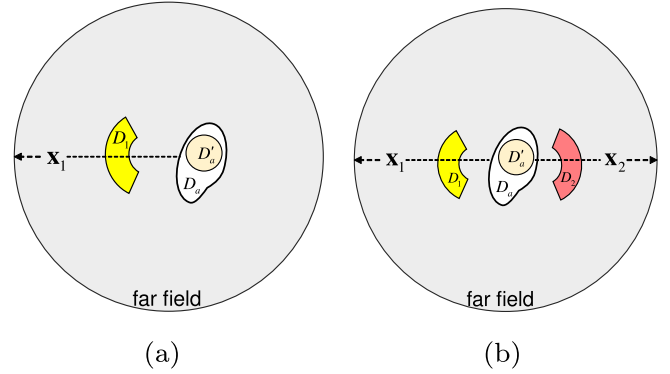 D₁
D'ₐ
x₁
Dₐ
far field
(a)
D'ₐ
x₁
x₂
D₁
Dₐ
D₂
far field
(b)